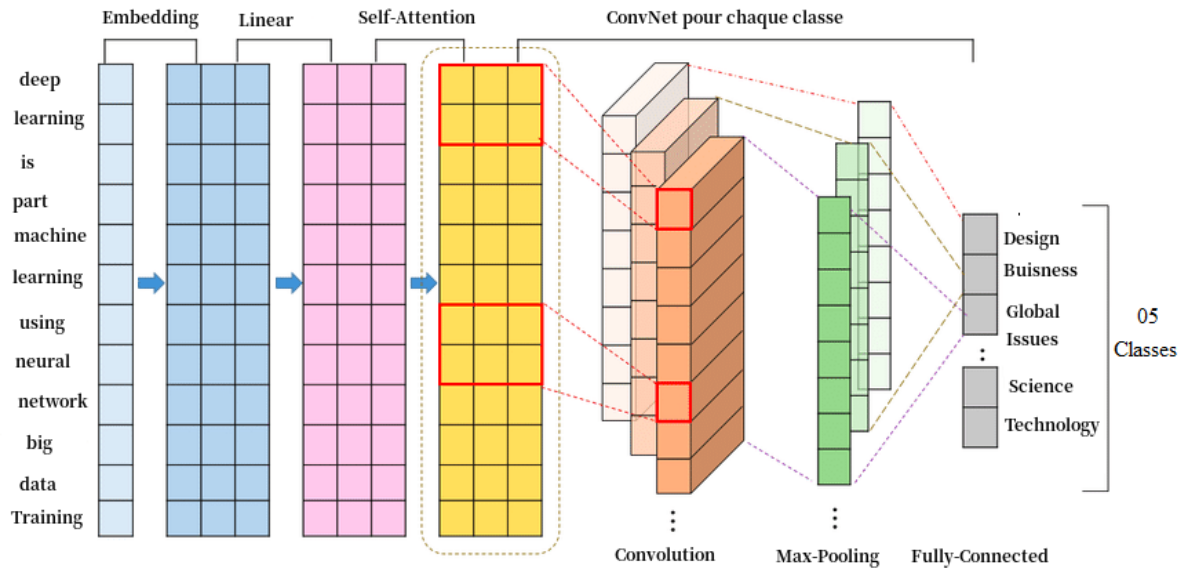 Embedding
Linear
Self-Attention
ConvNet pour chaque classe
deep
learning
is
part
machine
learning
using
neural
network
big
data
Training
Design
Buisness
Global
Issues
Science
Technology
05
Classes
Convolution
Max-Pooling
Fully-Connected